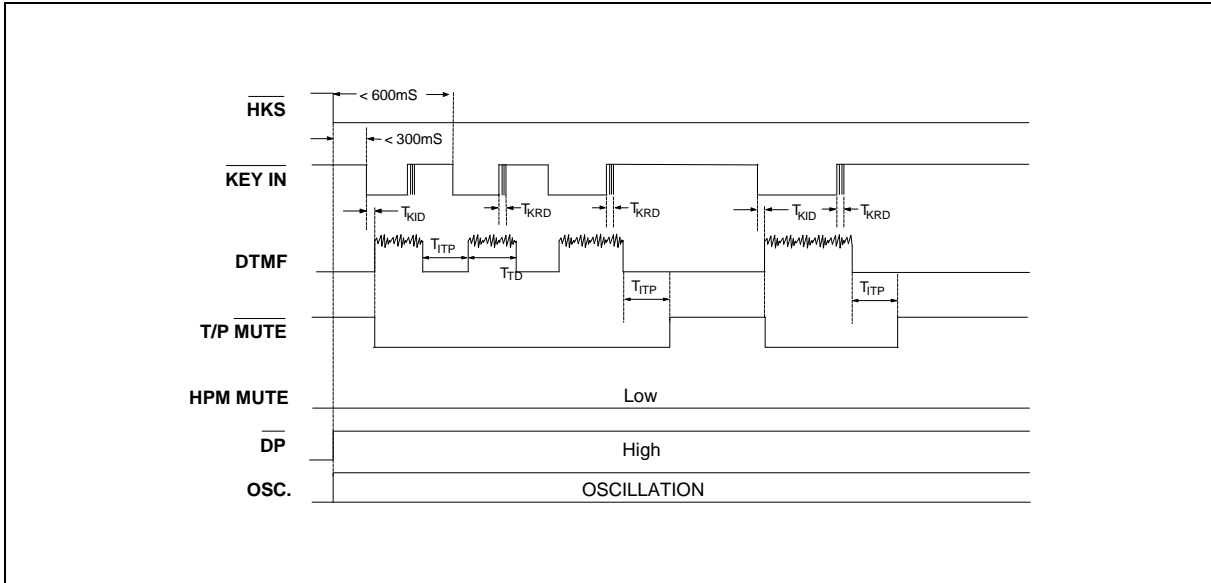 < 600mS
HKS
< 300mS
KEY IN
TKID TKRD TKRD TKID TKRD
TITP
DTMF
TTD
TITP TITP
T/P MUTE
HPM MUTE Low
DP High
OSC. OSCILLATION